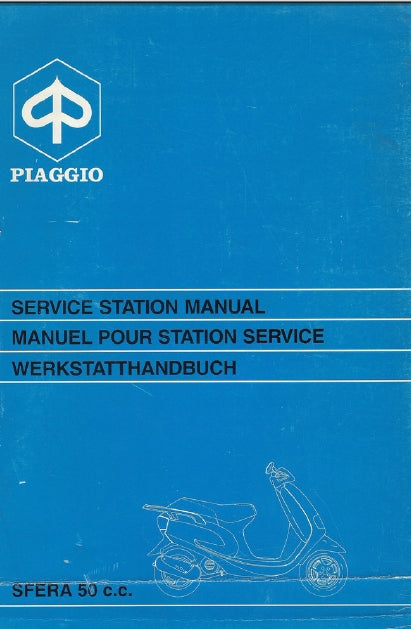 PIAGGIO
SERVICE STATION MANUAL
MANUEL POUR STATION SERVICE
WERKSTATTHANDBUCH
SFERA 50 c.c.